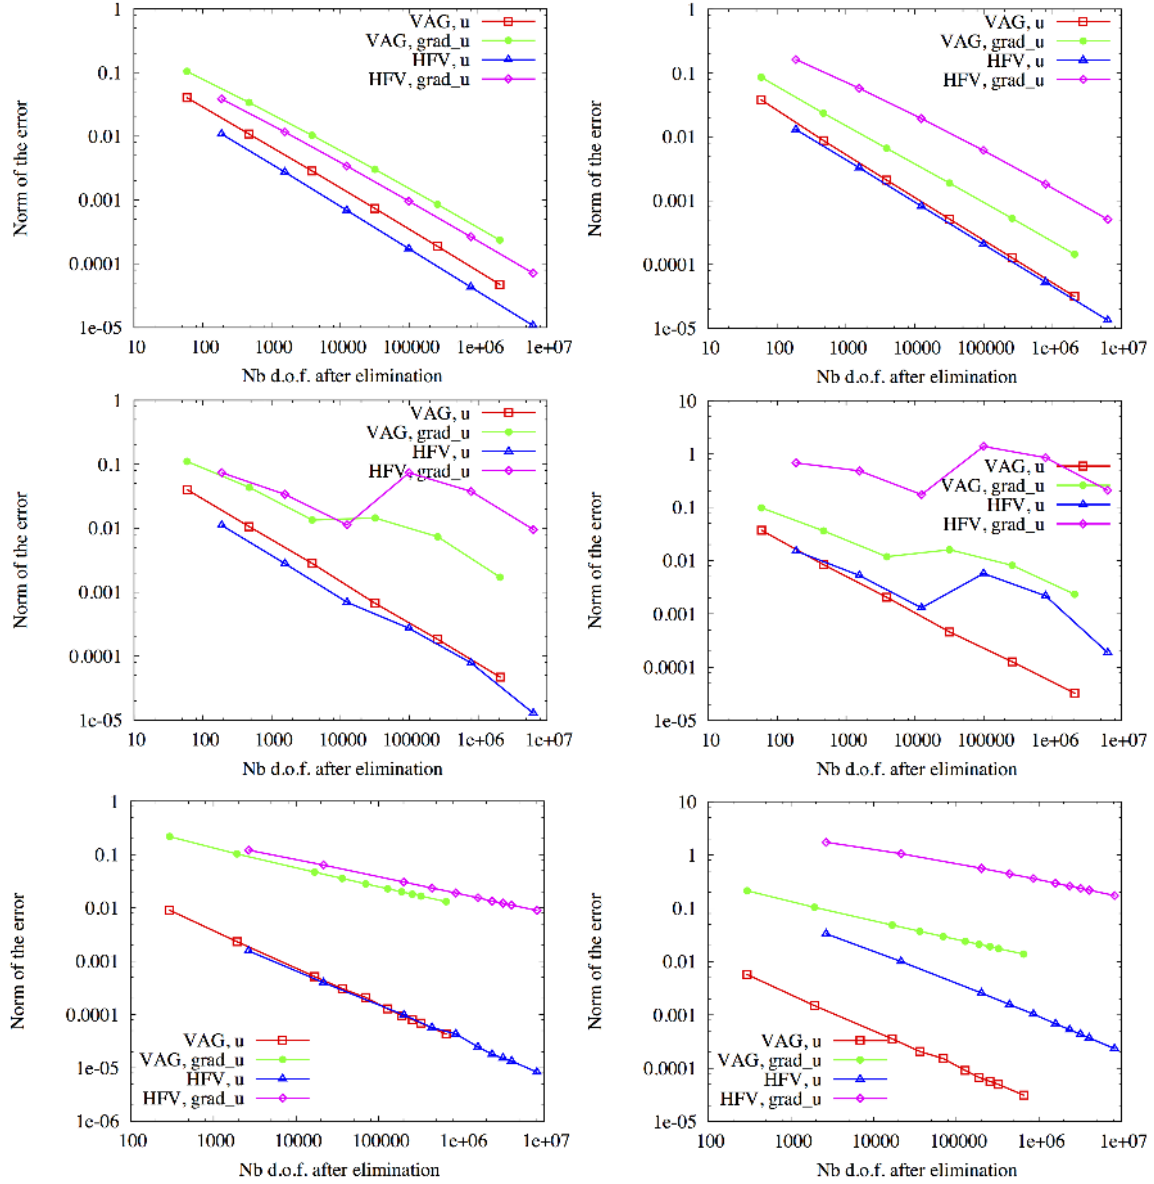 VAG, u
VAG, grad_u
HFV, u
HFV, grad_u
Norm of the error
1
0.1
0.01
0.001
0.0001
1e-05
10 100 1000 10000 100000 1e+06 1e+07
Nb d.o.f. after elimination
VAG, u
VAG, grad_u
HFV, u
HFV, grad_u
Norm of the error
1
0.1
0.01
0.001
0.0001
1e-05
10 100 1000 10000 100000 1e+06 1e+07
Nb d.o.f. after elimination
VAG, u
VAG, grad_u
HFV, u
HFV, grad_u
Norm of the error
1
0.1
0.01
0.001
0.0001
1e-05
10 100 1000 10000 100000 1e+06 1e+07
Nb d.o.f. after elimination
VAG, u
VAG, grad_u
HFV, u
HFV, grad_u
Norm of the error
10
1
0.1
0.01
0.001
0.0001
1e-05
10 100 1000 10000 100000 1e+06 1e+07
Nb d.o.f. after elimination
Norm of the error
1
0.1
0.01
0.001
0.0001
1e-05
1e-06
VAG, u
VAG, grad_u
HFV, u
HFV, grad_u
100 1000 10000 100000 1e+06 1e+07
Nb d.o.f. after elimination
Norm of the error
10
1
0.1
0.01
0.001
0.0001
1e-05
VAG, u
VAG, grad_u
HFV, u
HFV, grad_u
100 1000 10000 100000 1e+06 1e+07
Nb d.o.f. after elimination